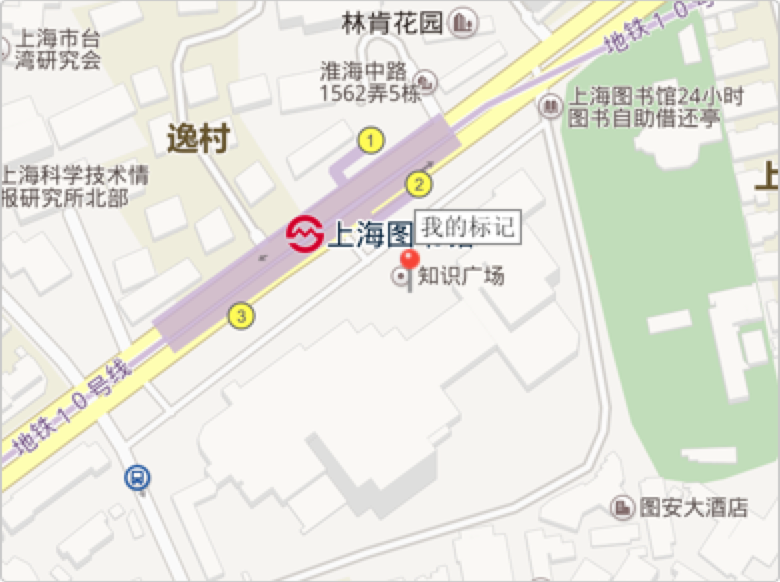 林肯花园
地铁10号线
上海市台
湾研究会
淮海中路
1562弄5栋
上海图书馆24小时
图书自助借还亭
1
逸村
上海科学技术情
报研究所北部
2
上
我的标记
上海图
知识广场
3
地铁10号线
图安大酒店